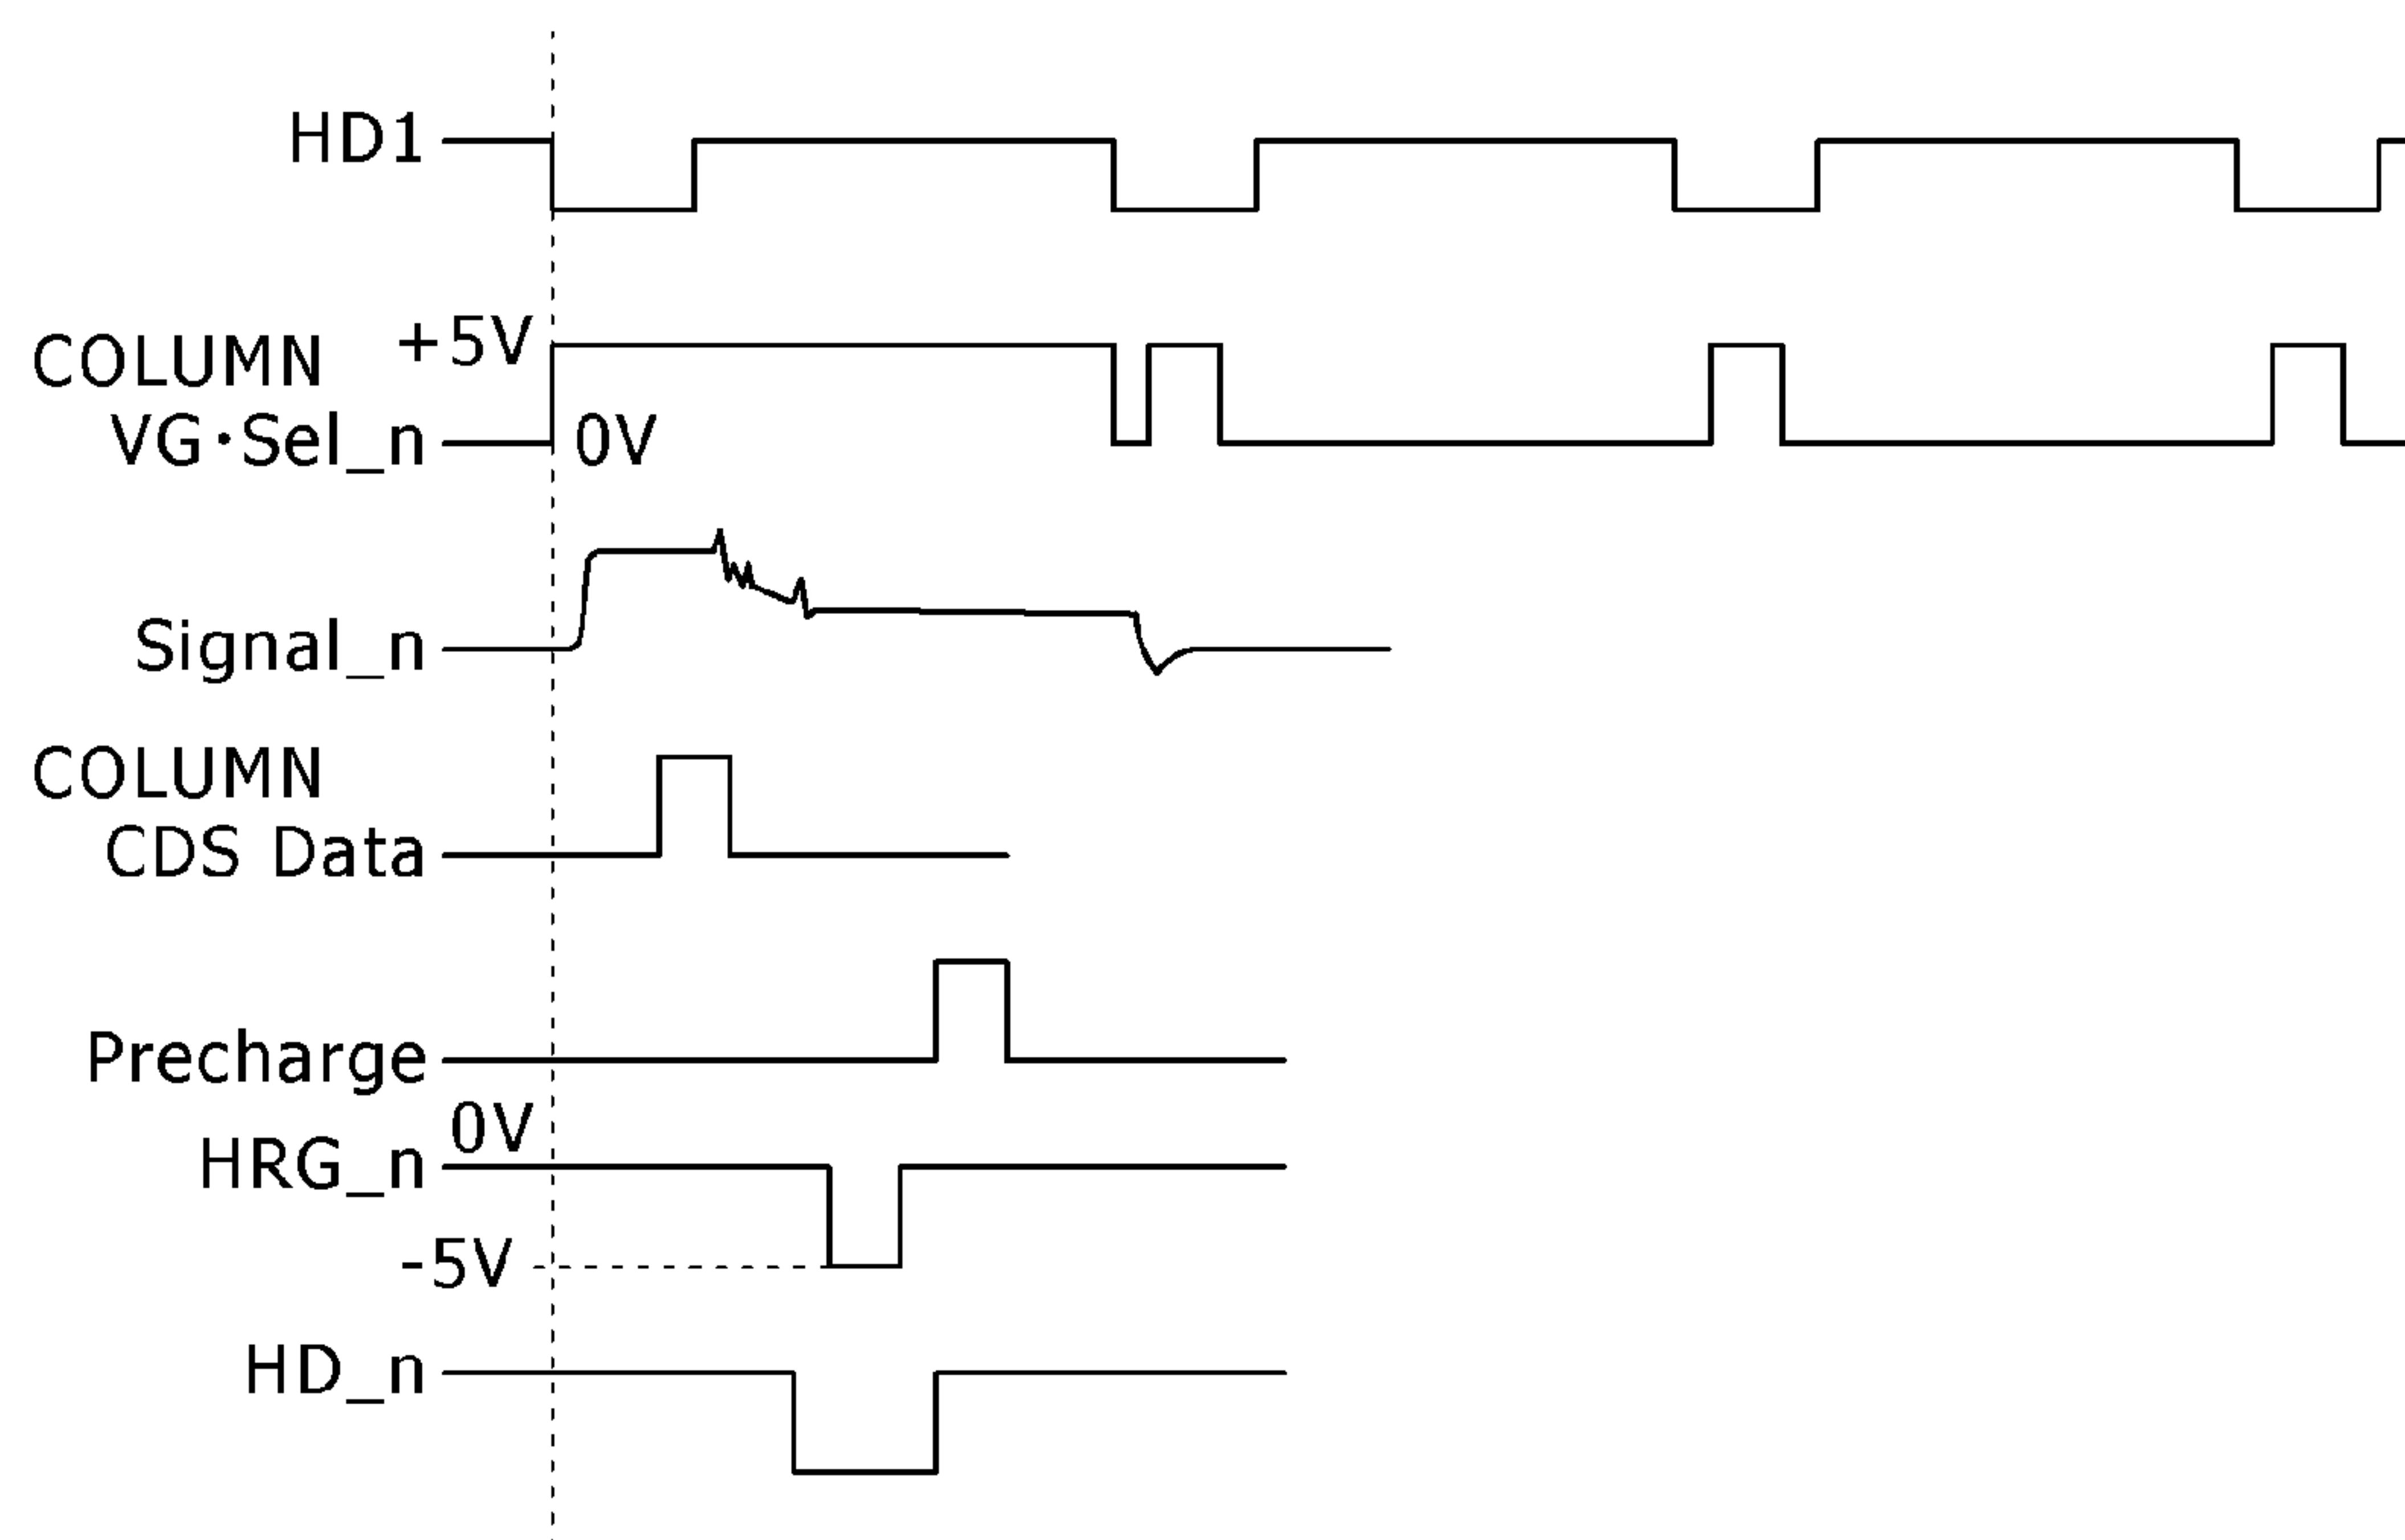 HD1
COLUMN +5V
VG·Sel_n 0V
Signal_n
COLUMN
CDS Data
Precharge
0V
HRG_n
-5V
HD_n